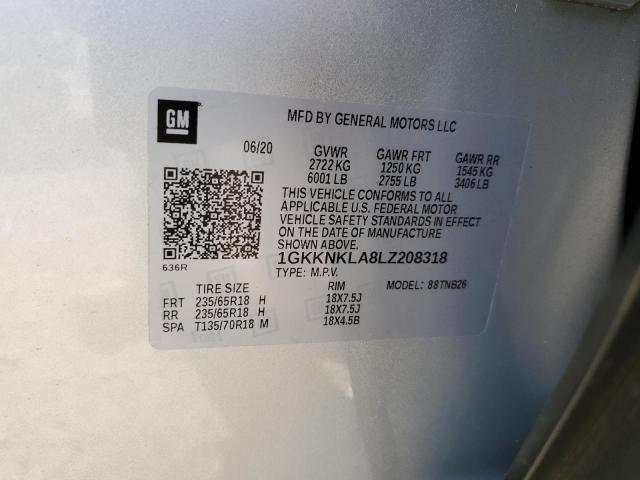 GM
MFD BY GENERAL MOTORS LLC
06/20 GVWR GAWR FRT GAWR RR
2722 KG 1250 KG 1545 KG
6001 LB 2755 LB 3406 LB
THIS VEHICLE CONFORMS TO ALL
APPLICABLE U.S. FEDERAL MOTOR
VEHICLE SAFETY STANDARDS IN EFFECT
ON THE DATE OF MANUFACTURE
SHOWN ABOVE.
636R
1GKKNKLA8LZ208318
TYPE: M.P.V. MODEL: 88TNB26
TIRE SIZE RIM
FRT 235/65R18 H 18X7.5J
RR 235/65R18 H 18X7.5J
SPA T135/70R18 M 18X4.5B